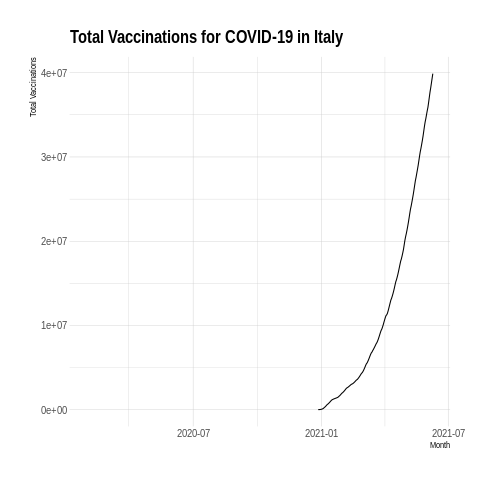 Total Vaccinations for COVID-19 in Italy
Total Vaccinations
4e+07
3e+07
2e+07
1e+07
0e+00
2020-07
2021-01
2021-07
Month